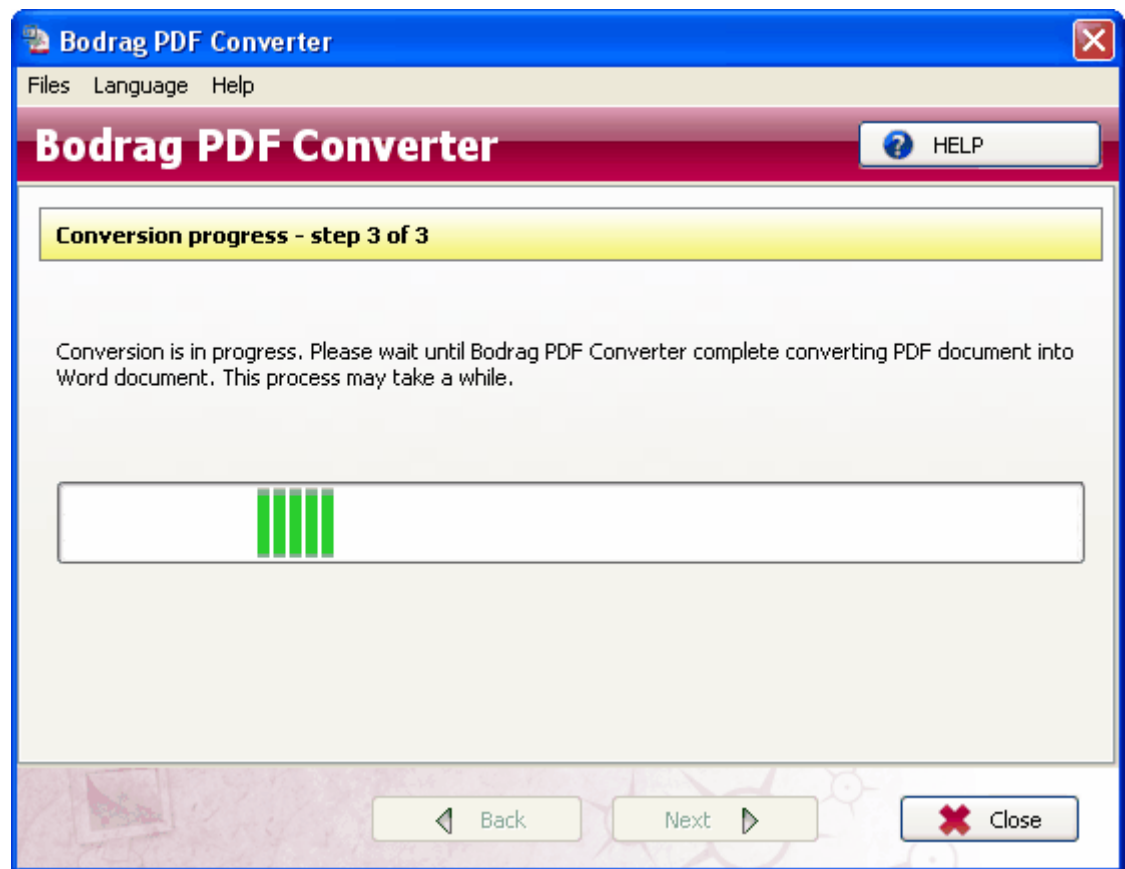 Bodrag PDF Converter
Files Language Help
Bodrag PDF Converter
HELP
Conversion progress - step 3 of 3
Conversion is in progress. Please wait until Bodrag PDF Converter complete converting PDF document into
Word document. This process may take a while.
Back Next Close